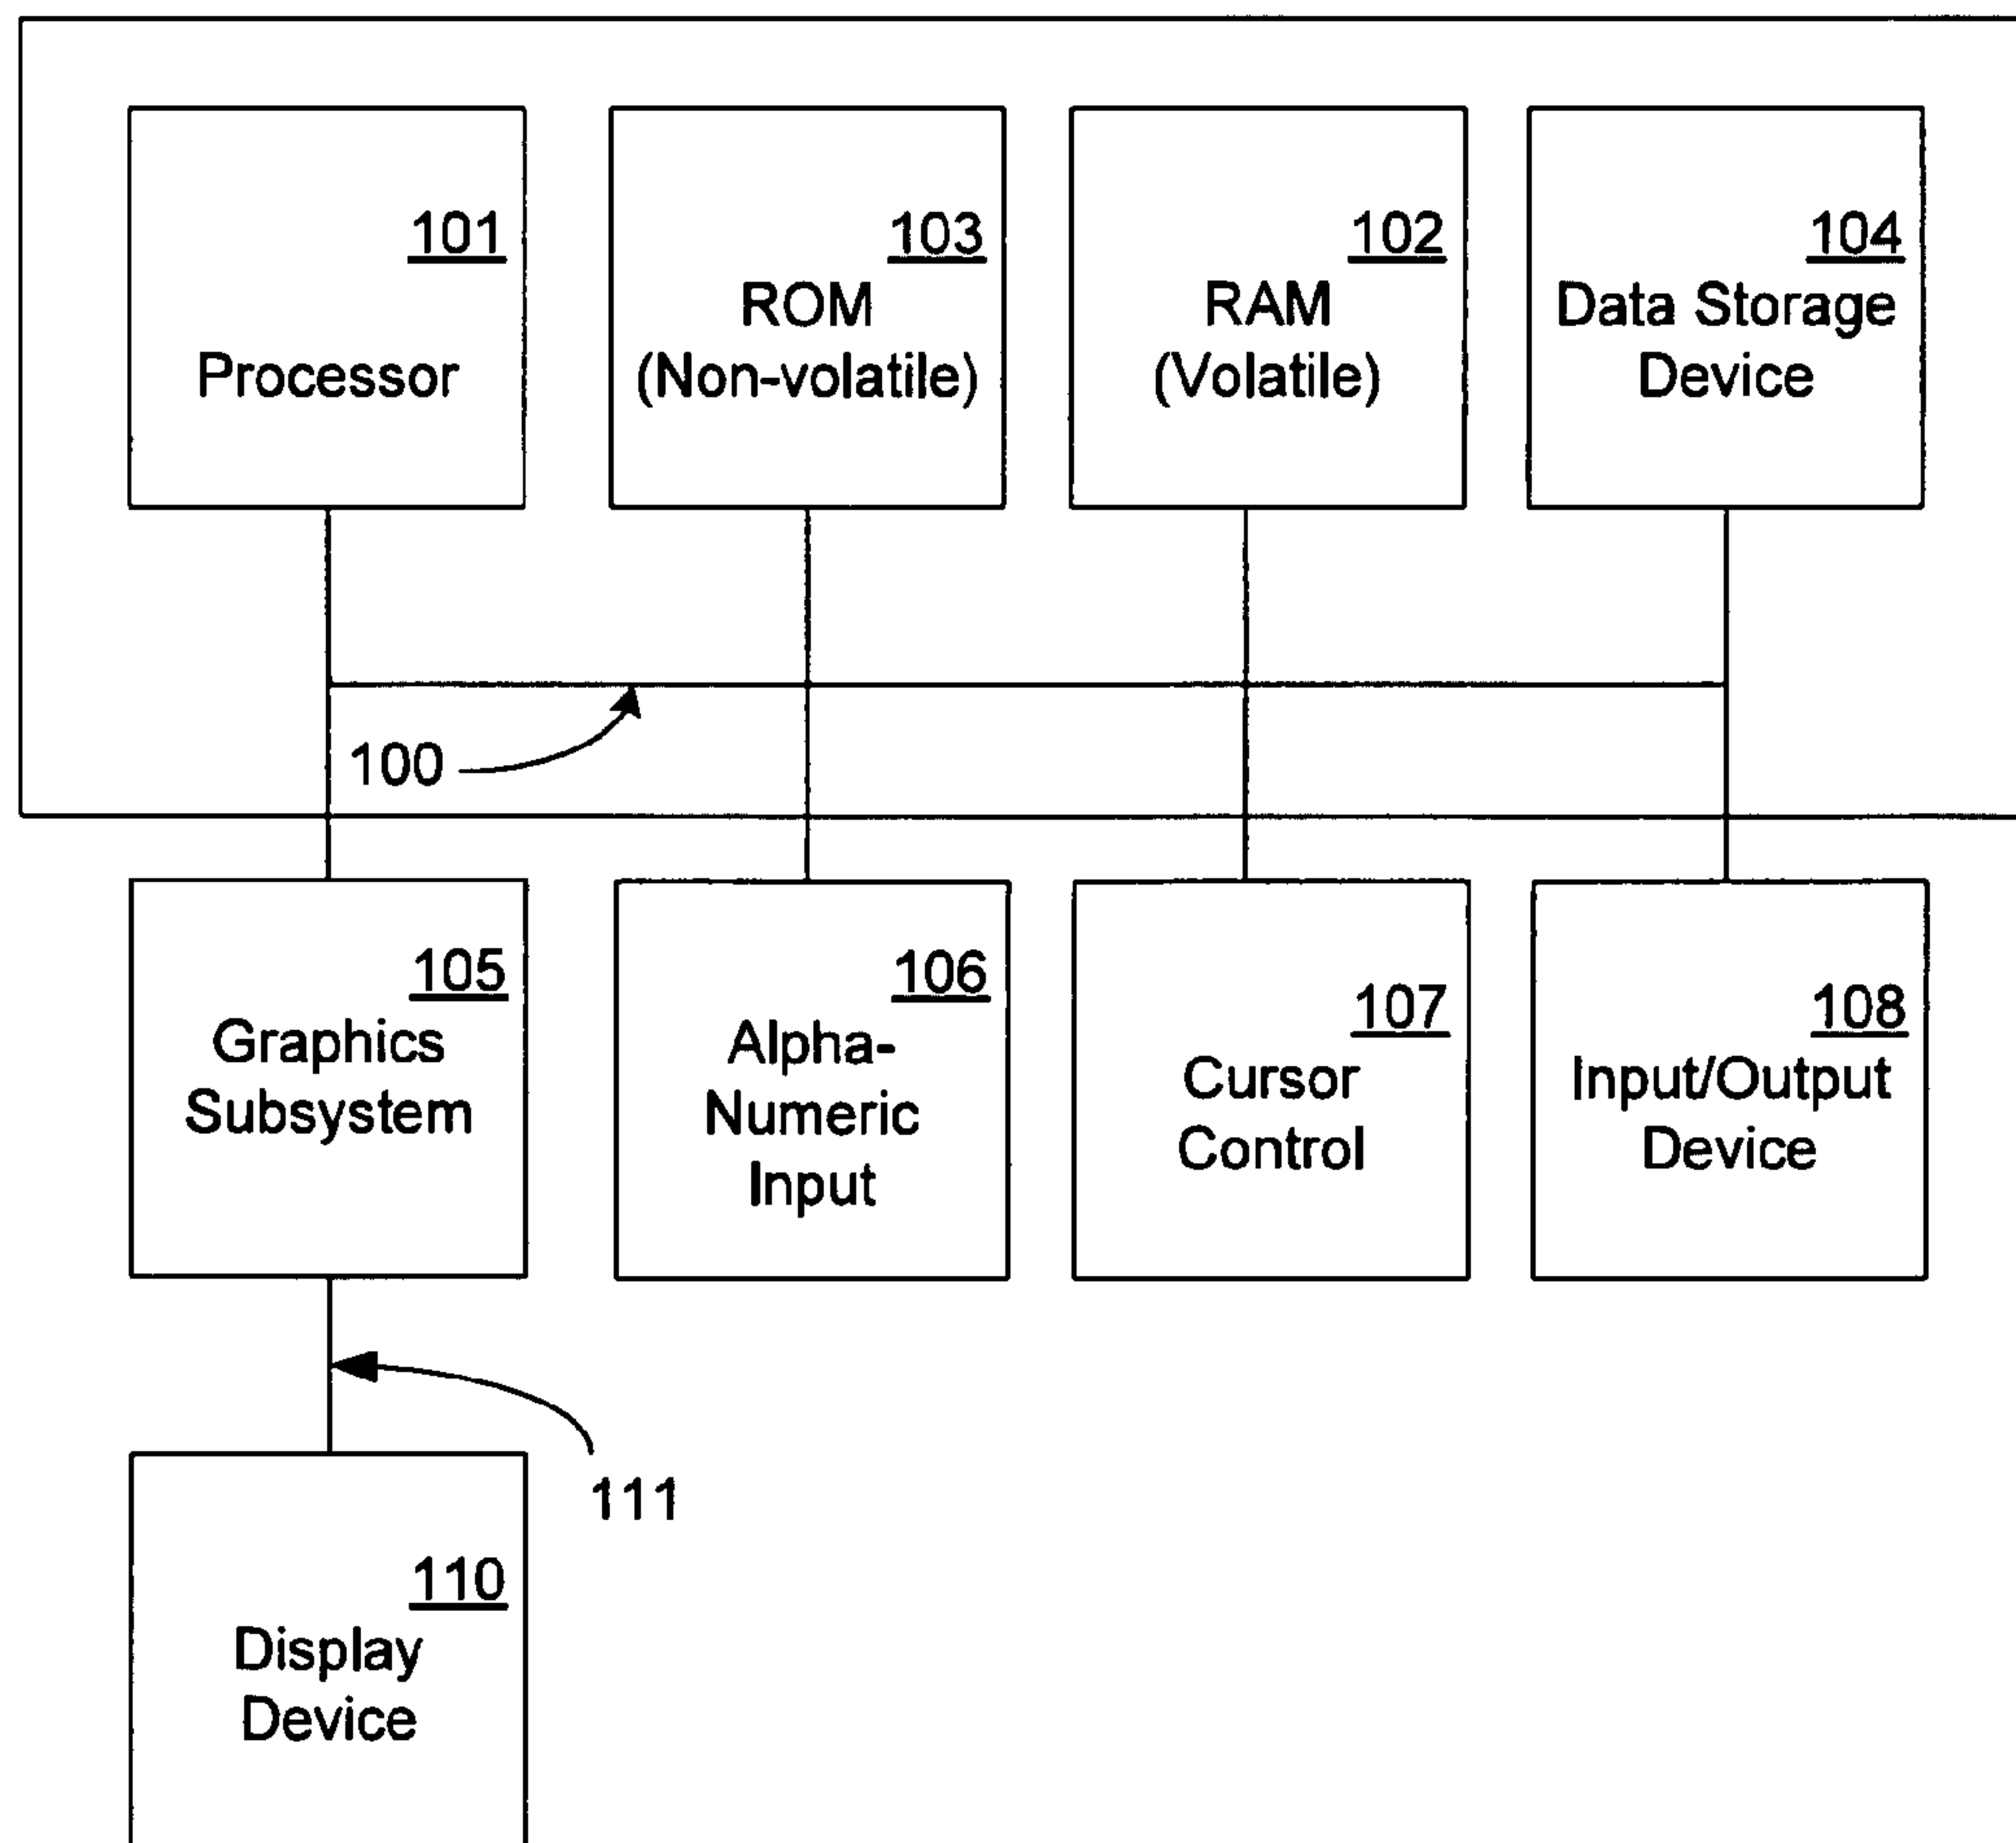 101
Processor
103
ROM
(Non-volatile)
102
RAM
(Volatile)
104
Data Storage
Device
100
105
Graphics
Subsystem
106
Alpha-
Numeric
Input
107
Cursor
Control
108
Input/Output
Device
111
110
Display
Device